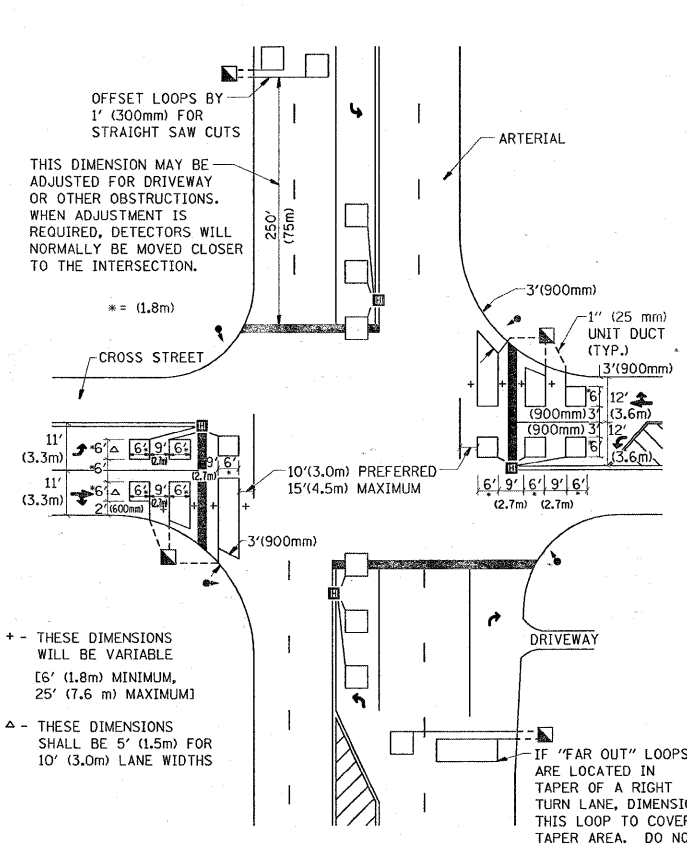 OFFSET LOOPS BY
1' (300mm) FOR
STRAIGHT SAW CUTS
ARTERIAL
THIS DIMENSION MAY BE
ADJUSTED FOR DRIVEWAY
OR OTHER OBSTRUCTIONS.
WHEN ADJUSTMENT IS
REQUIRED, DETECTORS WILL
NORMALLY BE MOVED CLOSER
TO THE INTERSECTION.
250'
(75m)
* = (1.8m)
3'(900mm)
1" (25 mm)
UNIT DUCT
(TYP.)
CROSS STREET
3'(900mm)
*6'
12'
(900mm) 3'
(3.6m)
(900mm) 3'
12'
*6'
(3.6m)
11'
(3.3m)
*6' △ 6' 9' 6'
* (2.7m) *
*6'
9' 6'
(2.7m) *
10'(3.0m) PREFERRED
15'(4.5m) MAXIMUM
6' 9' 6' 9' 6'
* * *
(2.7m) (2.7m)
11'
(3.3m)
*6' △ 6' 9' 6'
* (2.7m) *
2' (600mm)
3'(900mm)
+ - THESE DIMENSIONS
WILL BE VARIABLE
[6' (1.8m) MINIMUM,
25' (7.6 m) MAXIMUM]
DRIVEWAY
△ - THESE DIMENSIONS
SHALL BE 5' (1.5m) FOR
10' (3.0m) LANE WIDTHS
IF "FAR OUT" LOOPS
ARE LOCATED IN
TAPER OF A RIGHT
TURN LANE, DIMENSIO
THIS LOOP TO COVER
TAPER AREA. DO NO